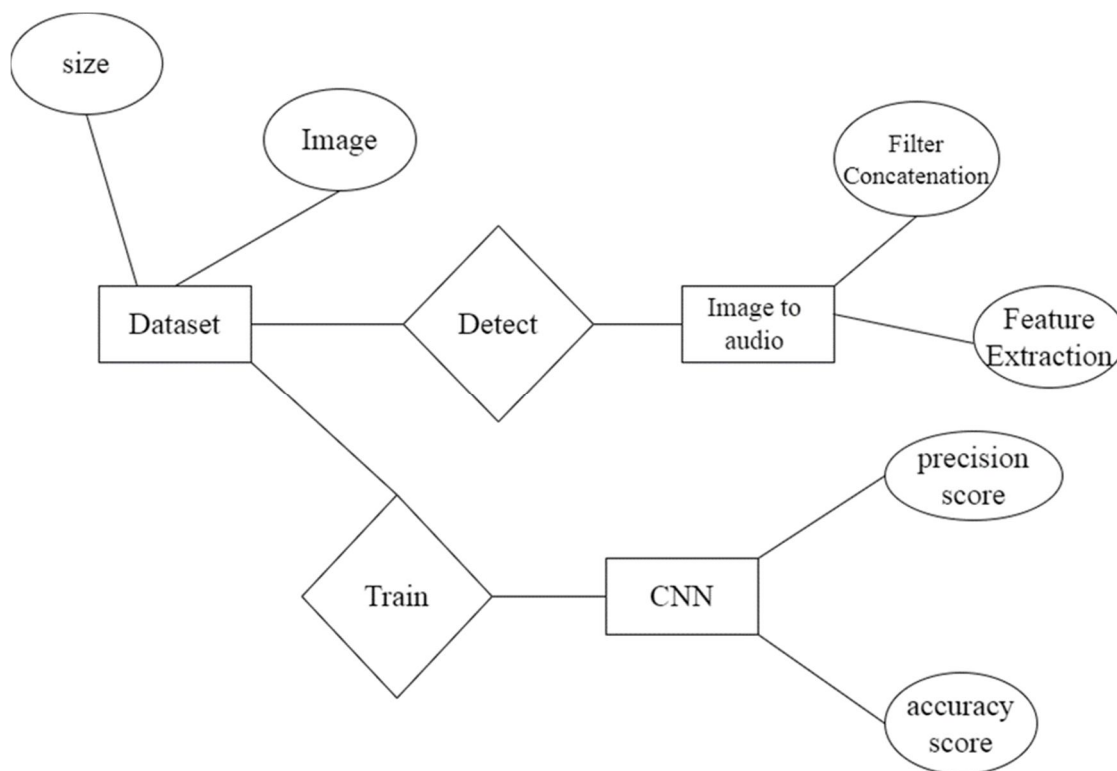 size
Image
Filter
Concatenation
Dataset
Detect
Image to
audio
Feature
Extraction
precision
score
Train
CNN
accuracy
score